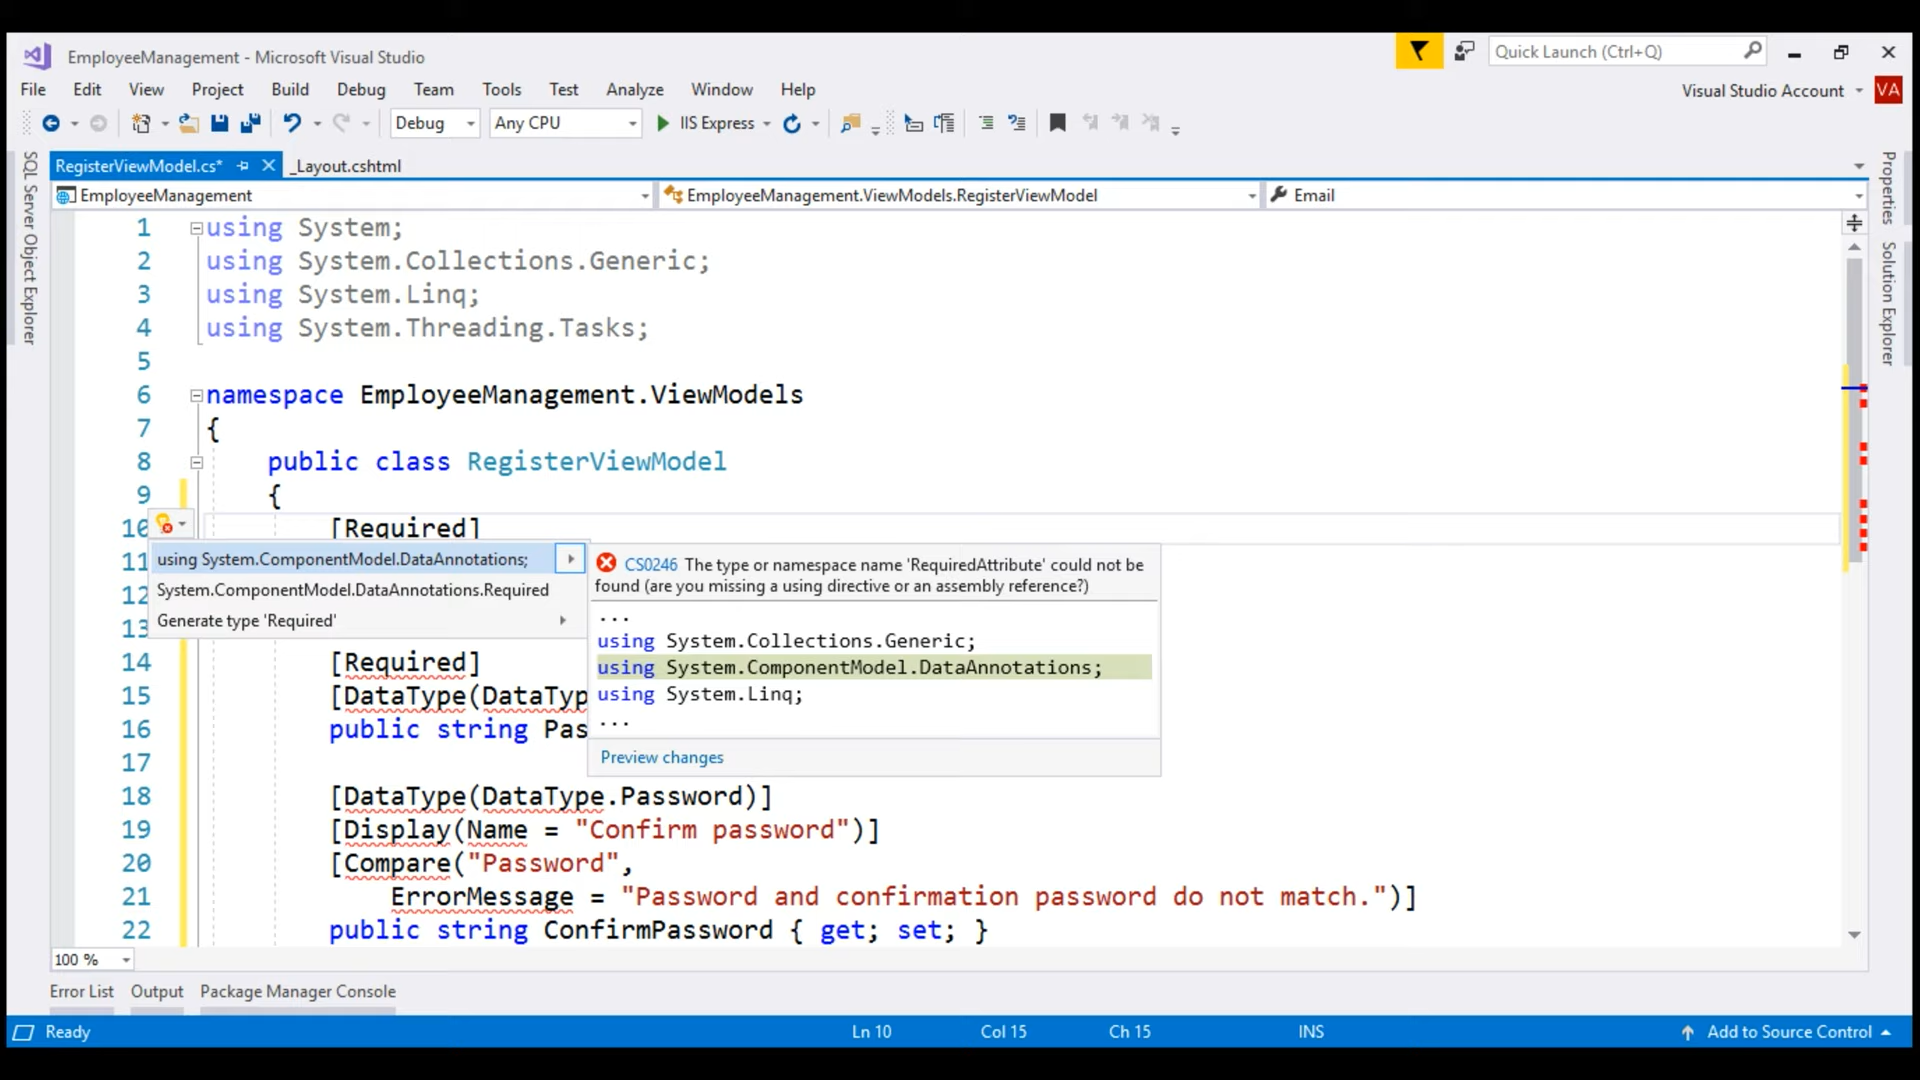 EmployeeManagement - Microsoft Visual Studio
Quick Launch (Ctrl+Q)
File Edit View Project Build Debug Team Tools Test Analyze Window Help
Visual Studio Account VA
Debug Any CPU IIS Express
SQL Server Object Explorer
RegisterViewModel.cs* _Layout.cshtml
EmployeeManagement EmployeeManagement.ViewModels.RegisterViewModel Email
Properties
Solution Explorer
1 using System;
2 using System.Collections.Generic;
3 using System.Linq;
4 using System.Threading.Tasks;
5
6 namespace EmployeeManagement.ViewModels
7 {
8 public class RegisterViewModel
9 {
10 [Required]
11
using System.ComponentModel.DataAnnotations;
System.ComponentModel.DataAnnotations.Required
Generate type 'Required'
CS0246 The type or namespace name 'RequiredAttribute' could not be
found (are you missing a using directive or an assembly reference?)
...
using System.Collections.Generic;
using System.ComponentModel.DataAnnotations;
using System.Linq;
...
Preview changes
12
13
14 [Required]
15 [DataType(DataTyp
16 public string Pas
17
18 [DataType(DataType.Password)]
19 [Display(Name = "Confirm password")]
20 [Compare("Password",
21 ErrorMessage = "Password and confirmation password do not match.")]
22 public string ConfirmPassword { get; set; }
100 %
Error List Output Package Manager Console
Ready Ln 10 Col 15 Ch 15 INS Add to Source Control